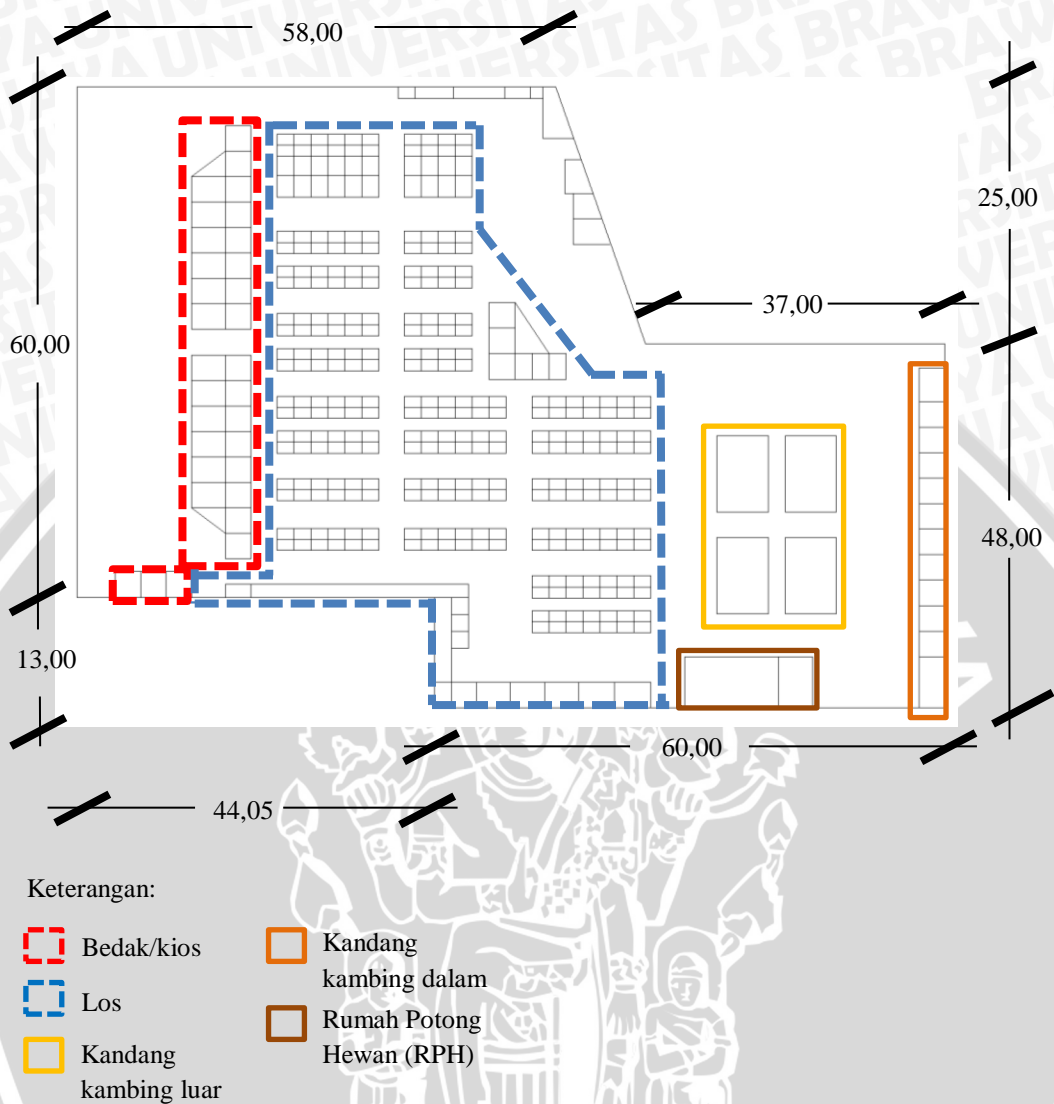 58,00
25,00
37,00
60,00
48,00
13,00
60,00
44,05
Keterangan:
Bedak/kios
Los
Kandang
kambing luar
Kandang
kambing dalam
Rumah Potong
Hewan (RPH)